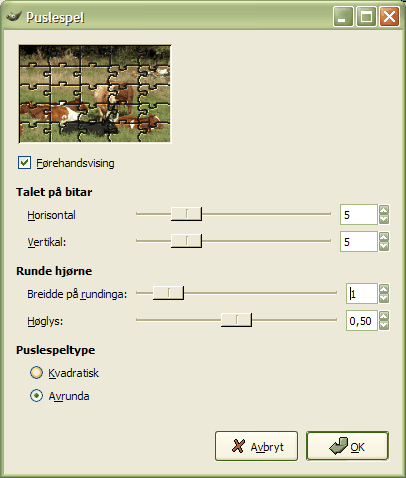 Puslespel
Førehandsvising
Talet på bitar
Horisontal 5
Vertikal: 5
Runde hjørne
Breidde på rundinga: 1
Høglys: 0,50
Puslespeltype
Kvadratisk
Avrunda
Avbryt OK